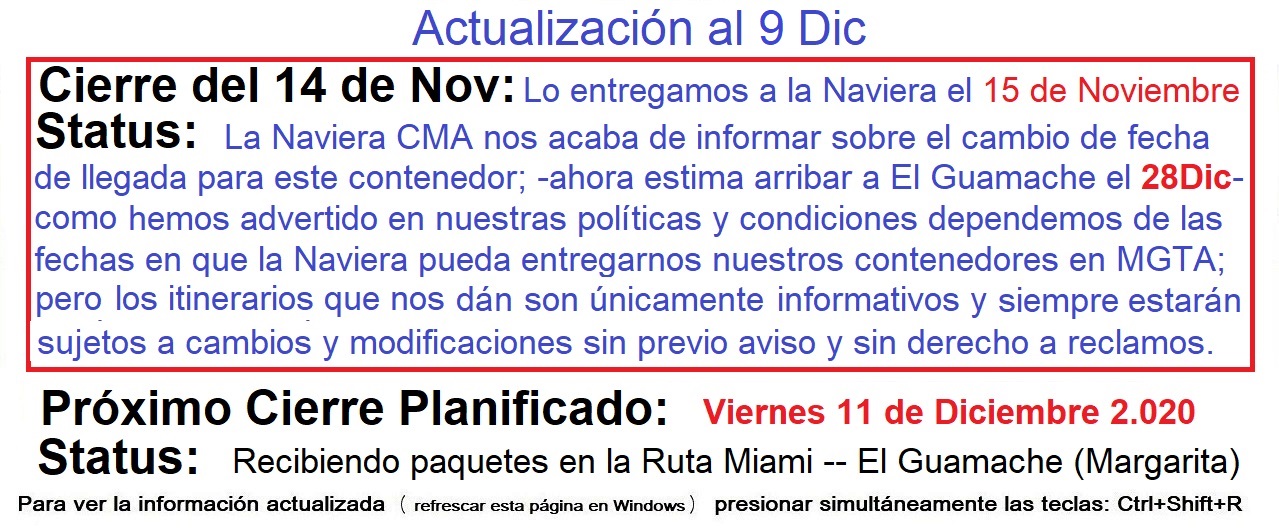 Actualización al 9 Dic
Cierre del 14 de Nov: Lo entregamos a la Naviera el 15 de Noviembre
Status: La Naviera CMA nos acaba de informar sobre el cambio de fecha
de llegada para este contenedor; -ahora estima arribar a El Guamache el 28Dic-
como hemos advertido en nuestras políticas y condiciones dependemos de las
fechas en que la Naviera pueda entregarnos nuestros contenedores en MGTA;
pero los itinerarios que nos dán son únicamente informativos y siempre estarán
sujetos a cambios y modificaciones sin previo aviso y sin derecho a reclamos.
Próximo Cierre Planificado: Viernes 11 de Diciembre 2.020
Status: Recibiendo paquetes en la Ruta Miami -- El Guamache (Margarita)
Para ver la información actualizada ( refrescar esta página en Windows ) presionar simultáneamente las teclas: Ctrl+Shift+R